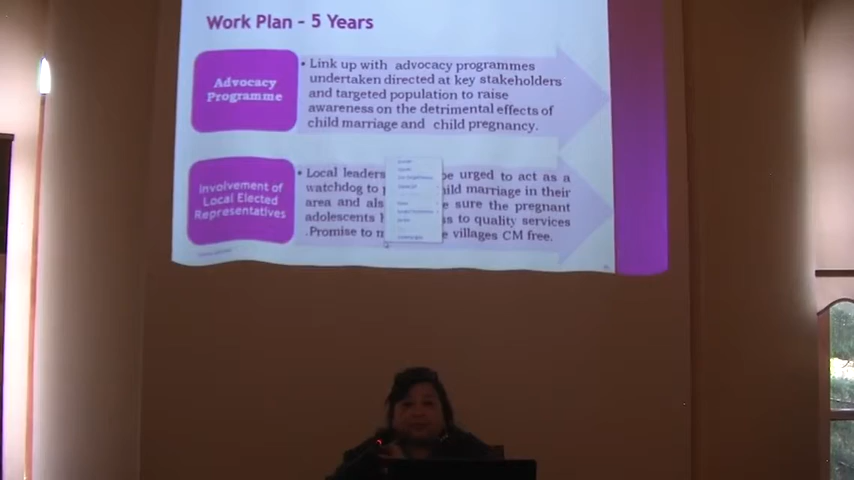 Work Plan - 5 Years
Advocacy
Programme
• Link up with advocacy programmes
undertaken directed at key stakeholders
and targeted population to raise
awareness on the detrimental effects of
child marriage and child pregnancy.
Involvement of
Local Elected
Representatives
• Local leaders be urged to act as a
watchdog to child marriage in their
area and als sure the pregnant
adolescents to quality services
.Promise to villages CM free.